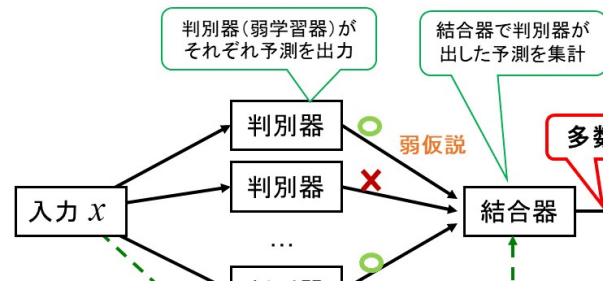 判別器（弱学習器）が
それぞれ予測を出力
結合器で判別器が
出した予測を集計
判別器
弱仮説
多数
判別器
入力 x
結合器
…